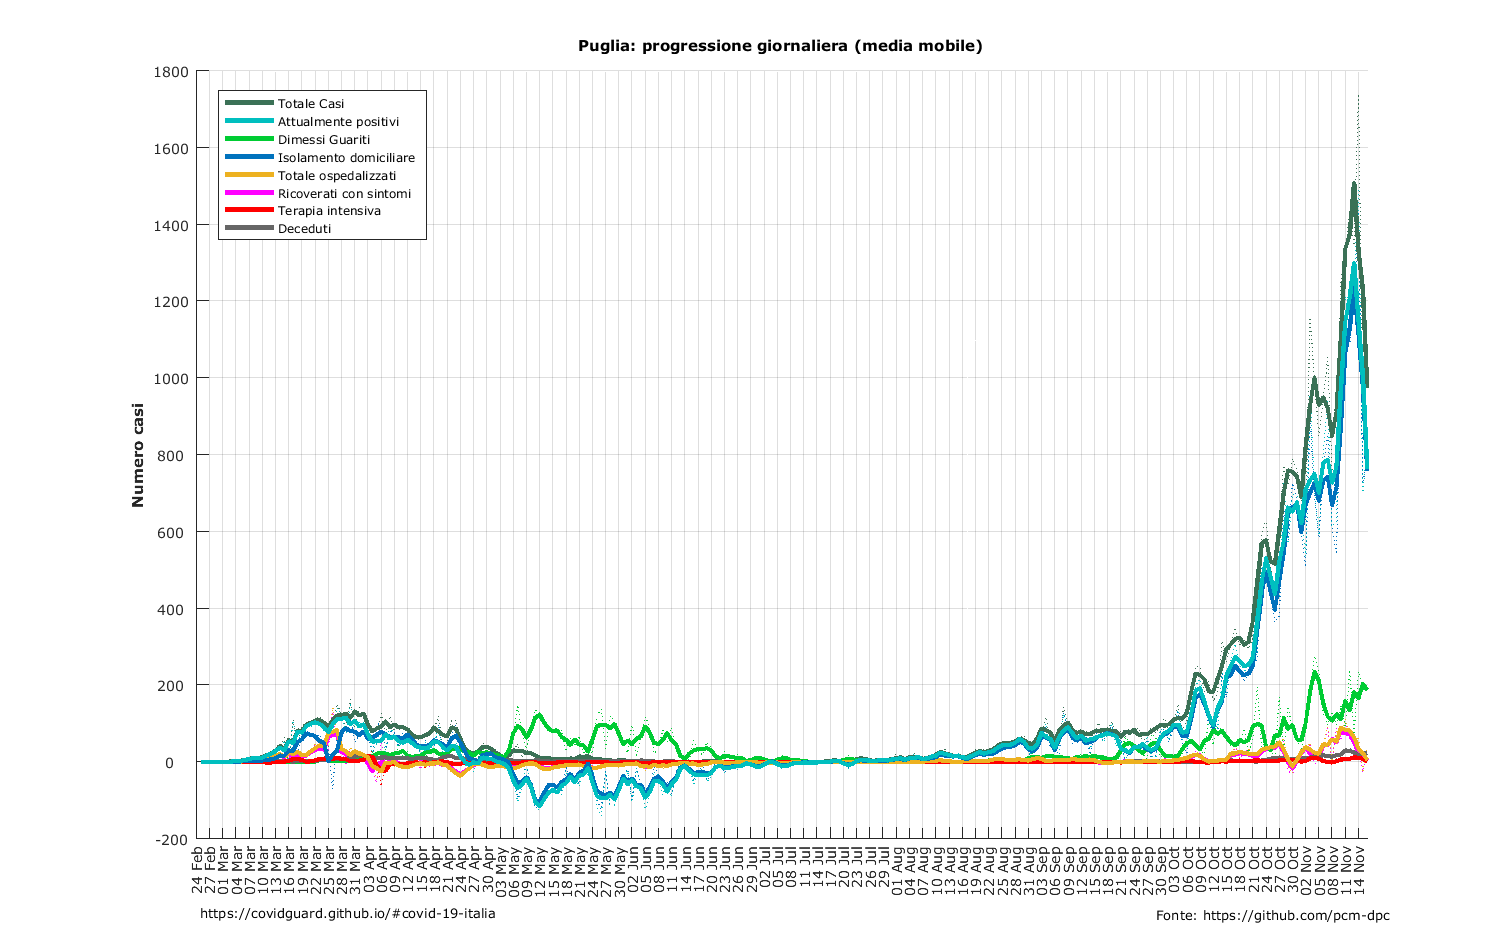 Puglia: progressione giornaliera (media mobile)
1800
1600
1400
1200
1000
800
600
400
200
0
-200
Numero casi
Totale Casi
Attualmente positivi
Dimessi Guariti
Isolamento domiciliare
Totale ospedalizzati
Ricoverati con sintomi
Terapia intensiva
Deceduti
24 Feb
27 Feb
01 Mar
04 Mar
07 Mar
10 Mar
13 Mar
16 Mar
19 Mar
22 Mar
25 Mar
28 Mar
31 Mar
03 Apr
06 Apr
09 Apr
12 Apr
15 Apr
18 Apr
21 Apr
24 Apr
27 Apr
30 Apr
03 May
06 May
09 May
12 May
15 May
18 May
21 May
24 May
27 May
30 May
02 Jun
05 Jun
08 Jun
11 Jun
14 Jun
17 Jun
20 Jun
23 Jun
26 Jun
29 Jun
02 Jul
05 Jul
08 Jul
11 Jul
14 Jul
17 Jul
20 Jul
23 Jul
26 Jul
29 Jul
01 Aug
04 Aug
07 Aug
10 Aug
13 Aug
16 Aug
19 Aug
22 Aug
25 Aug
28 Aug
31 Aug
03 Sep
06 Sep
09 Sep
12 Sep
15 Sep
18 Sep
21 Sep
24 Sep
27 Sep
30 Sep
03 Oct
06 Oct
09 Oct
12 Oct
15 Oct
18 Oct
21 Oct
24 Oct
27 Oct
30 Oct
02 Nov
05 Nov
08 Nov
11 Nov
14 Nov
https://covidguard.github.io/#covid-19-italia
Fonte: https://github.com/pcm-dpc